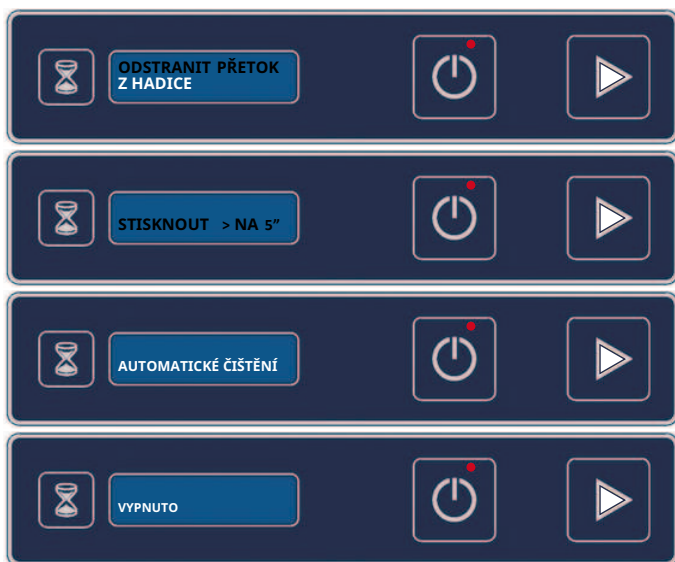 ODSTRANIT PŘETOK
Z HADICE
STISKNOUT > NA 5”
AUTOMATICKÉ ČIŠTĚNÍ
VYPNUTO